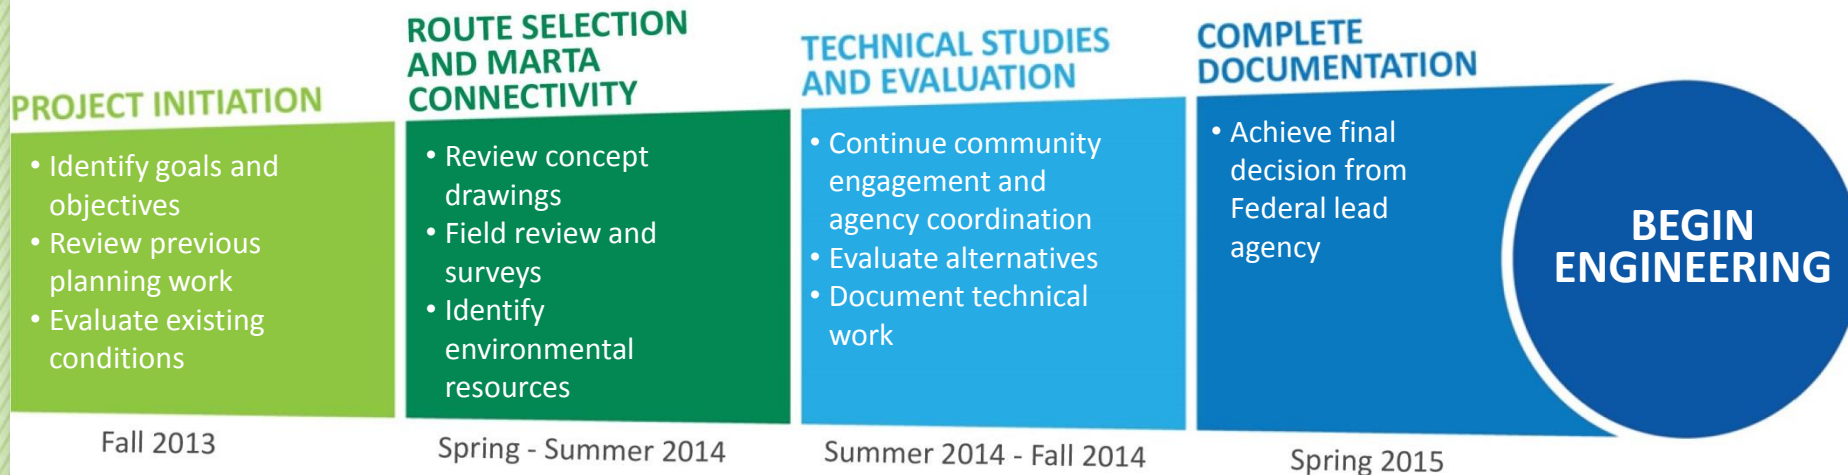 PROJECT INITIATION
• Identify goals and
objectives
• Review previous
planning work
• Evaluate existing
conditions
Fall 2013
ROUTE SELECTION
AND MARTA
CONNECTIVITY
• Review concept
drawings
• Field review and
surveys
• Identify
environmental
resources
Spring - Summer 2014
TECHNICAL STUDIES
AND EVALUATION
• Continue community
engagement and
agency coordination
• Evaluate alternatives
• Document technical
work
Summer 2014 - Fall 2014
COMPLETE
DOCUMENTATION
• Achieve final
decision from
Federal lead
agency
Spring 2015
BEGIN
ENGINEERING